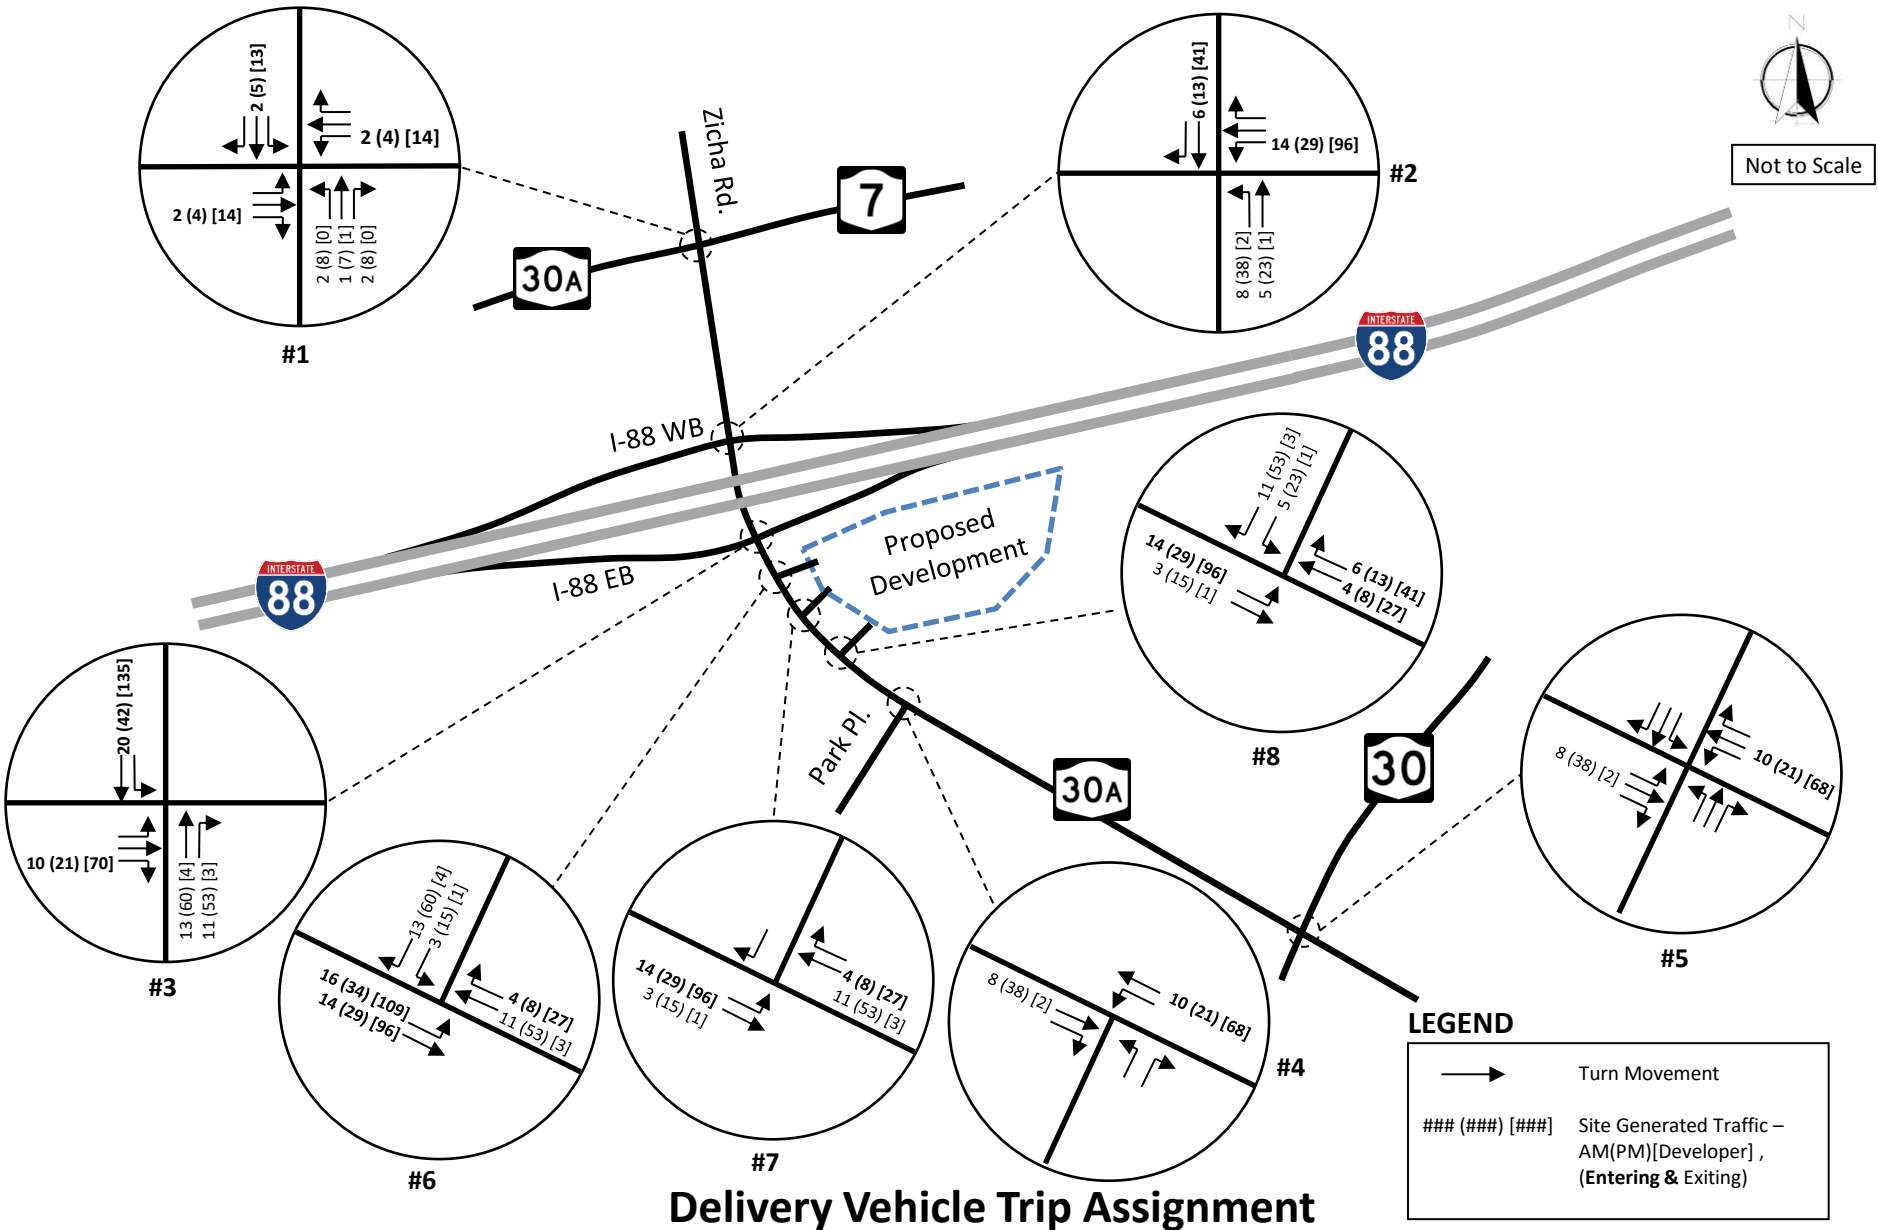 2 (5) [13]
2 (4) [14]
2 (4) [14]
2 (8) [0]
1 (7) [1]
2 (8) [0]
#1
Zicha Rd.
7
30A
6 (13) [41]
14 (29) [96]
8 (38) [2]
5 (23) [1]
#2
N
Not to Scale
INTERSTATE
88
I-88 WB
I-88 EB
INTERSTATE
88
Proposed
Development
11 (53) [3]
5 (23) [1]
14 (29) [96]
3 (15) [1]
6 (13) [41]
4 (8) [27]
#8
20 (42) [135]
10 (21) [70]
13 (60) [4]
11 (53) [3]
#3
Park Pl.
30A
30
8 (38) [2]
10 (21) [68]
#5
13 (60) [4]
3 (15) [1]
16 (34) [109]
14 (29) [96]
4 (8) [27]
11 (53) [3]
#6
14 (29) [96]
3 (15) [1]
4 (8) [27]
11 (53) [3]
#7
8 (38) [2]
10 (21) [68]
#4
LEGEND
Turn Movement
### (###) [###]
Site Generated Traffic –
AM(PM)[Developer] ,
(Entering & Exiting)
Delivery Vehicle Trip Assignment